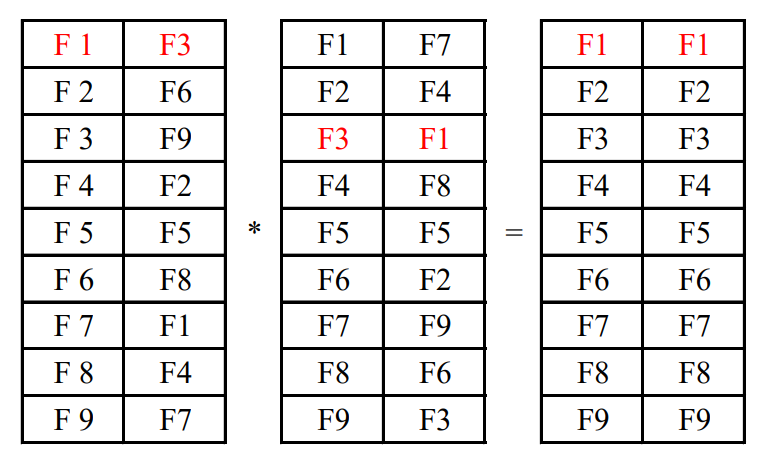 F 1 F3 F1 F7 F1 F1
F 2 F6 F2 F4 F2 F2
F 3 F9 F3 F1 F3 F3
F 4 F2 F4 F8 F4 F4
F 5 F5 * F5 F5 = F5 F5
F 6 F8 F6 F2 F6 F6
F 7 F1 F7 F9 F7 F7
F 8 F4 F8 F6 F8 F8
F 9 F7 F9 F3 F9 F9